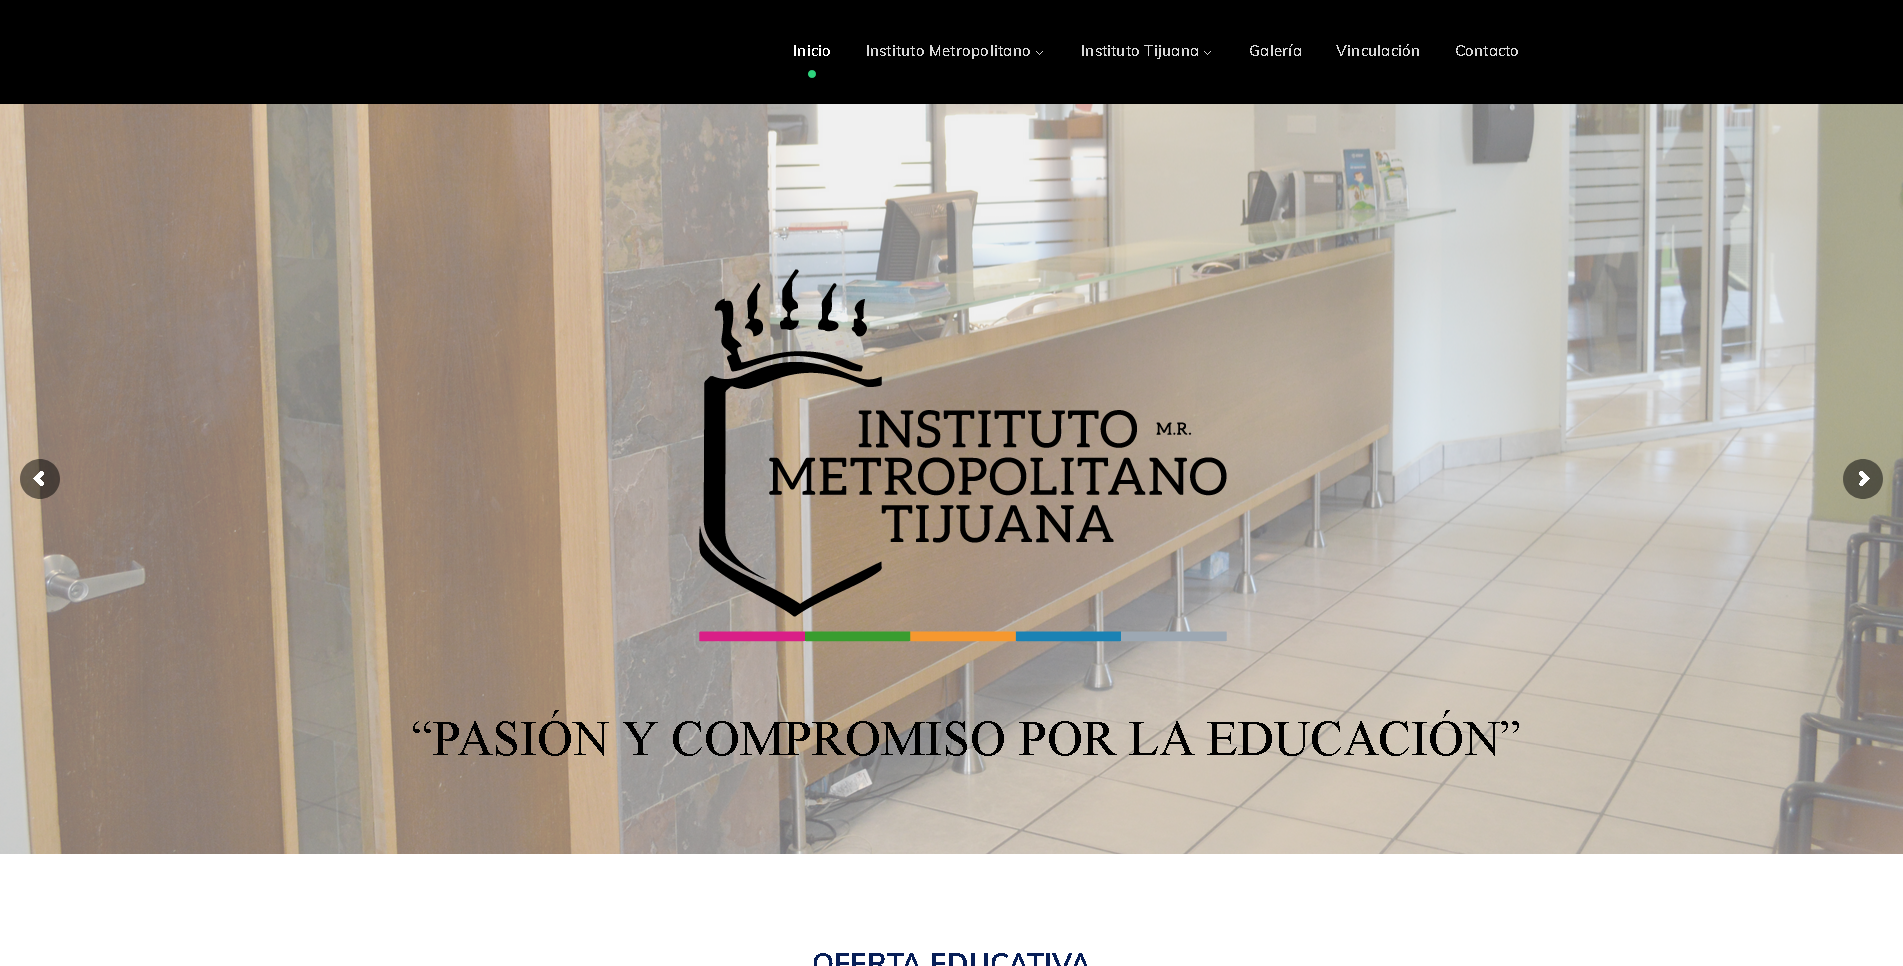 Inicio Instituto Metropolitano Instituto Tijuana Galería Vinculación Contacto
INSTITUTO M.R.
METROPOLITANO
TIJUANA
“PASIÓN Y COMPROMISO POR LA EDUCACIÓN”
OFERTA EDUCATIVA